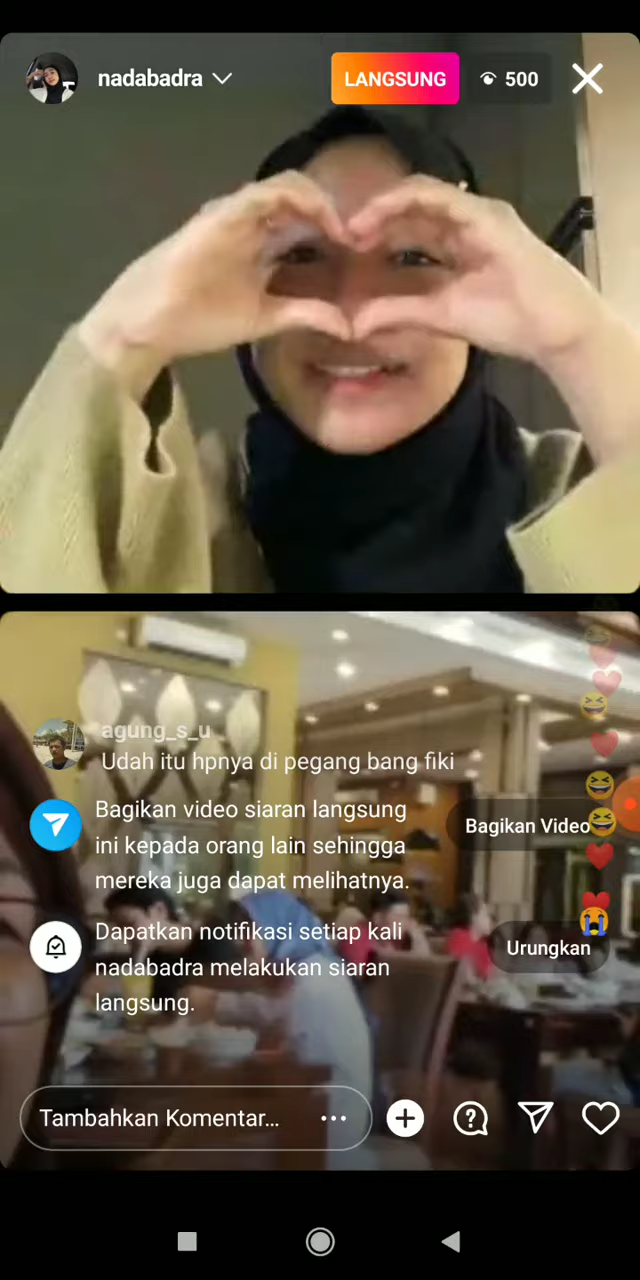 nadabadra
LANGSUNG
500
agung_s_u
Udah itu hpnya di pegang bang fiki
Bagikan video siaran langsung
ini kepada orang lain sehingga
mereka juga dapat melihatnya.
Bagikan Video
Dapatkan notifikasi setiap kali
nadabadra melakukan siaran
langsung.
Urungkan
Tambahkan Komentar...